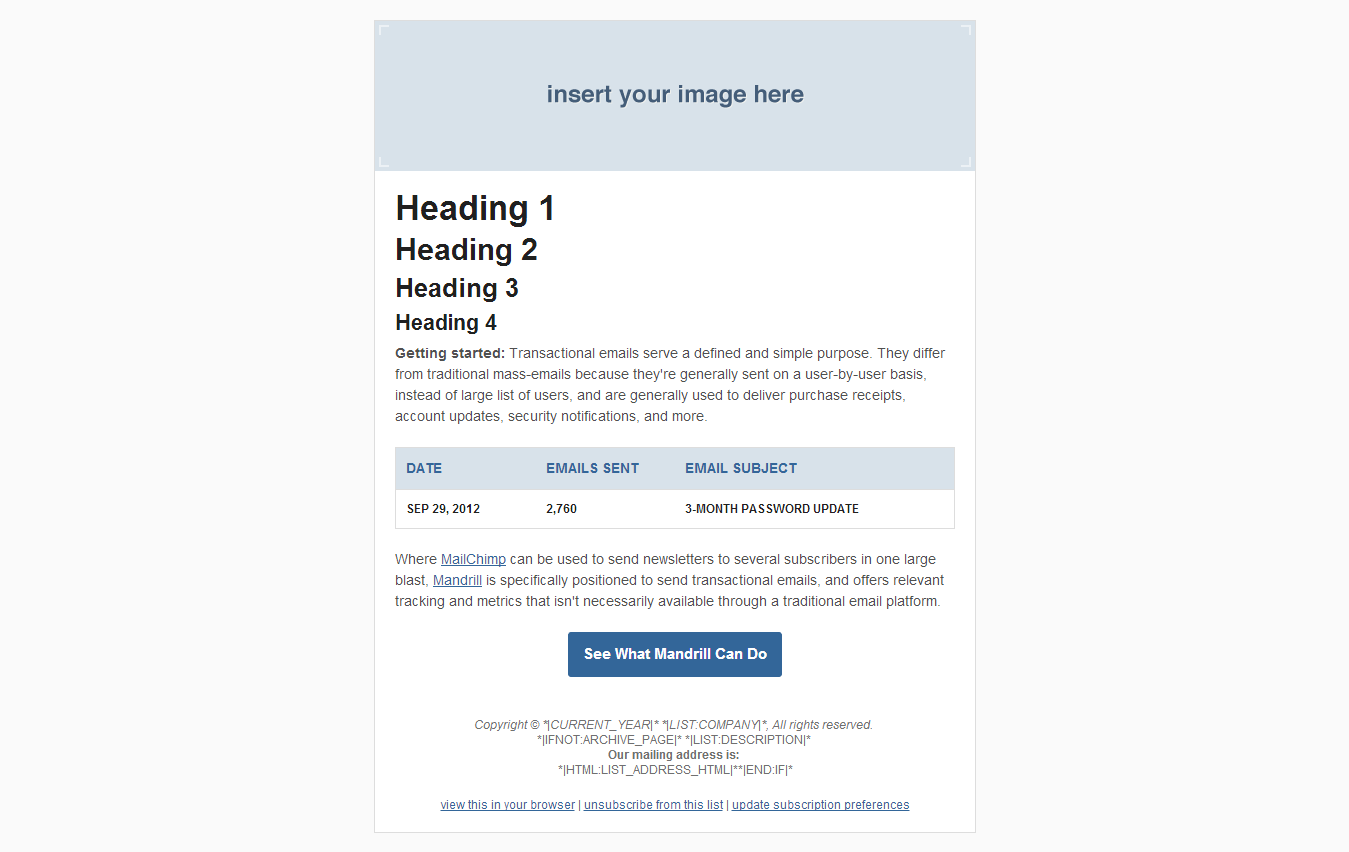 insert your image here
Heading 1
Heading 2
Heading 3
Heading 4
Getting started: Transactional emails serve a defined and simple purpose. They differ
from traditional mass-emails because they're generally sent on a user-by-user basis,
instead of large list of users, and are generally used to deliver purchase receipts,
account updates, security notifications, and more.
DATE EMAILS SENT EMAIL SUBJECT
SEP 29, 2012 2,760 3-MONTH PASSWORD UPDATE
Where MailChimp can be used to send newsletters to several subscribers in one large
blast, Mandrill is specifically positioned to send transactional emails, and offers relevant
tracking and metrics that isn't necessarily available through a traditional email platform.
See What Mandrill Can Do
Copyright © *|CURRENT_YEAR|* *|LIST:COMPANY|*, All rights reserved.
*|IFNOT:ARCHIVE_PAGE|* *|LIST:DESCRIPTION|*
Our mailing address is:
*|HTML:LIST_ADDRESS_HTML|**|END:IF|*
view this in your browser | unsubscribe from this list | update subscription preferences